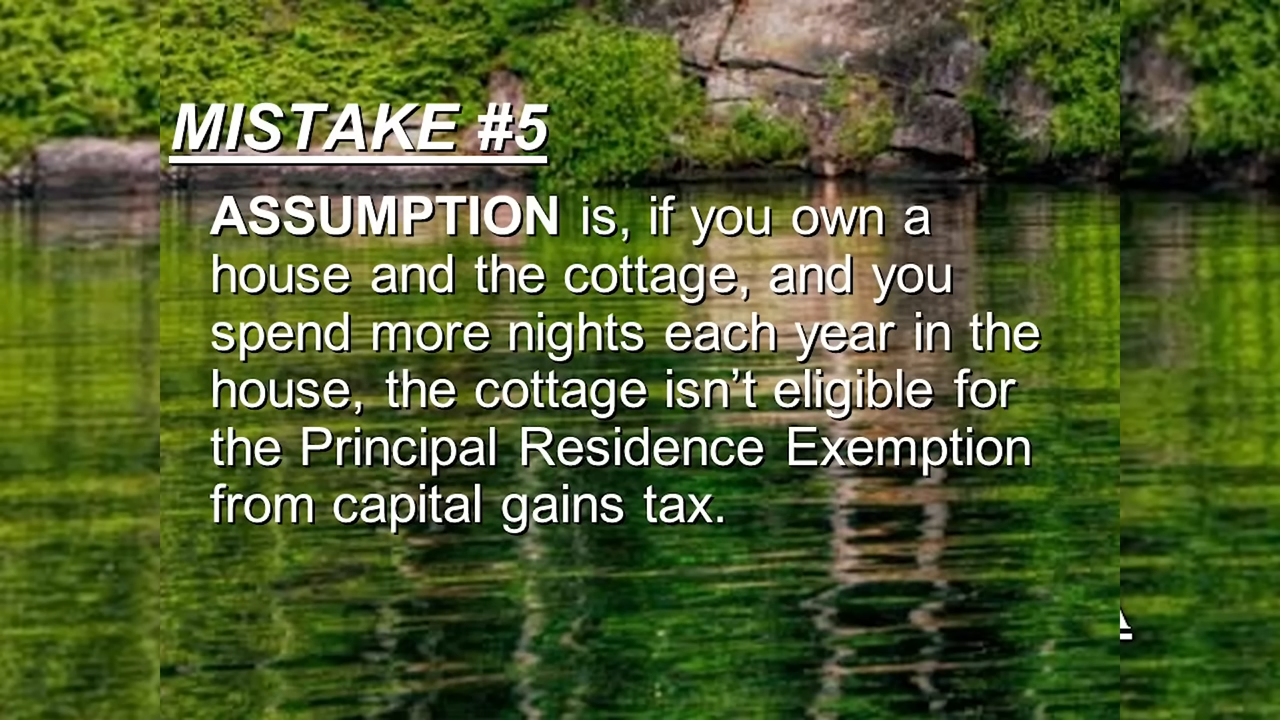 MISTAKE #5
ASSUMPTION is, if you own a
house and the cottage, and you
spend more nights each year in the
house, the cottage isn’t eligible for
the Principal Residence Exemption
from capital gains tax.